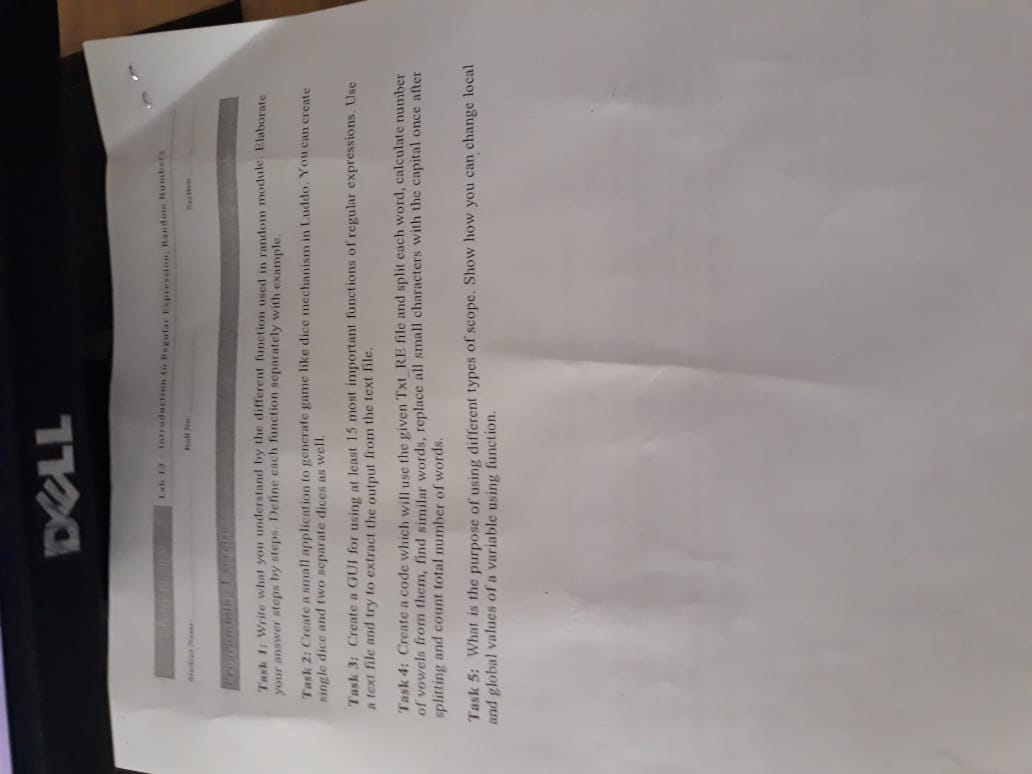 DELL
Lab 12 - Introduction to Regular Expression, Random Numbers
Student Name: Roll No: Section:
Programming Exercise
Task 1: Write what you understand by the different function used in random module. Elaborate
your answer steps by steps. Define each function separately with example.
Task 2: Create a small application to generate game like dice mechanism in Luddo. You can create
single dice and two separate dices as well.
Task 3: Create a GUI for using at least 15 most important functions of regular expressions. Use
a text file and try to extract the output from the text file.
Task 4: Create a code which will use the given Txt_RE file and split each word, calculate number
of vowels from them, find similar words, replace all small characters with the capital once after
splitting and count total number of words.
Task 5: What is the purpose of using different types of scope. Show how you can change local
and global values of a variable using function.